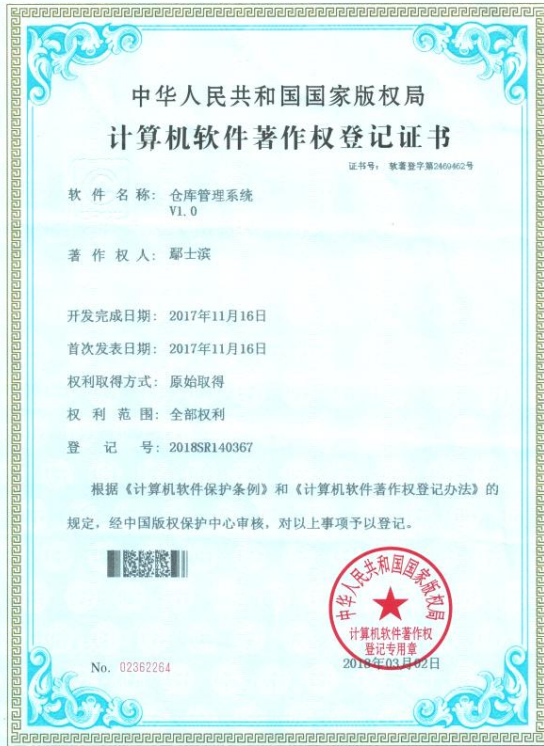 中华人民共和国国家版权局
计算机软件著作权登记证书
证书号： 软著登字第2469462号
软件名称： 仓库管理系统
V1.0
著作权人： 鄢士滨
开发完成日期： 2017年11月16日
首次发表日期： 2017年11月16日
权利取得方式： 原始取得
权利范围： 全部权利
登记号： 2018SR140367
根据《计算机软件保护条例》和《计算机软件著作权登记办法》的
规定，经中国版权保护中心审核，对以上事项予以登记。
中华人民共和国国家版权局
计算机软件著作权
登记专用章
No. 02362264
2018年03月02日